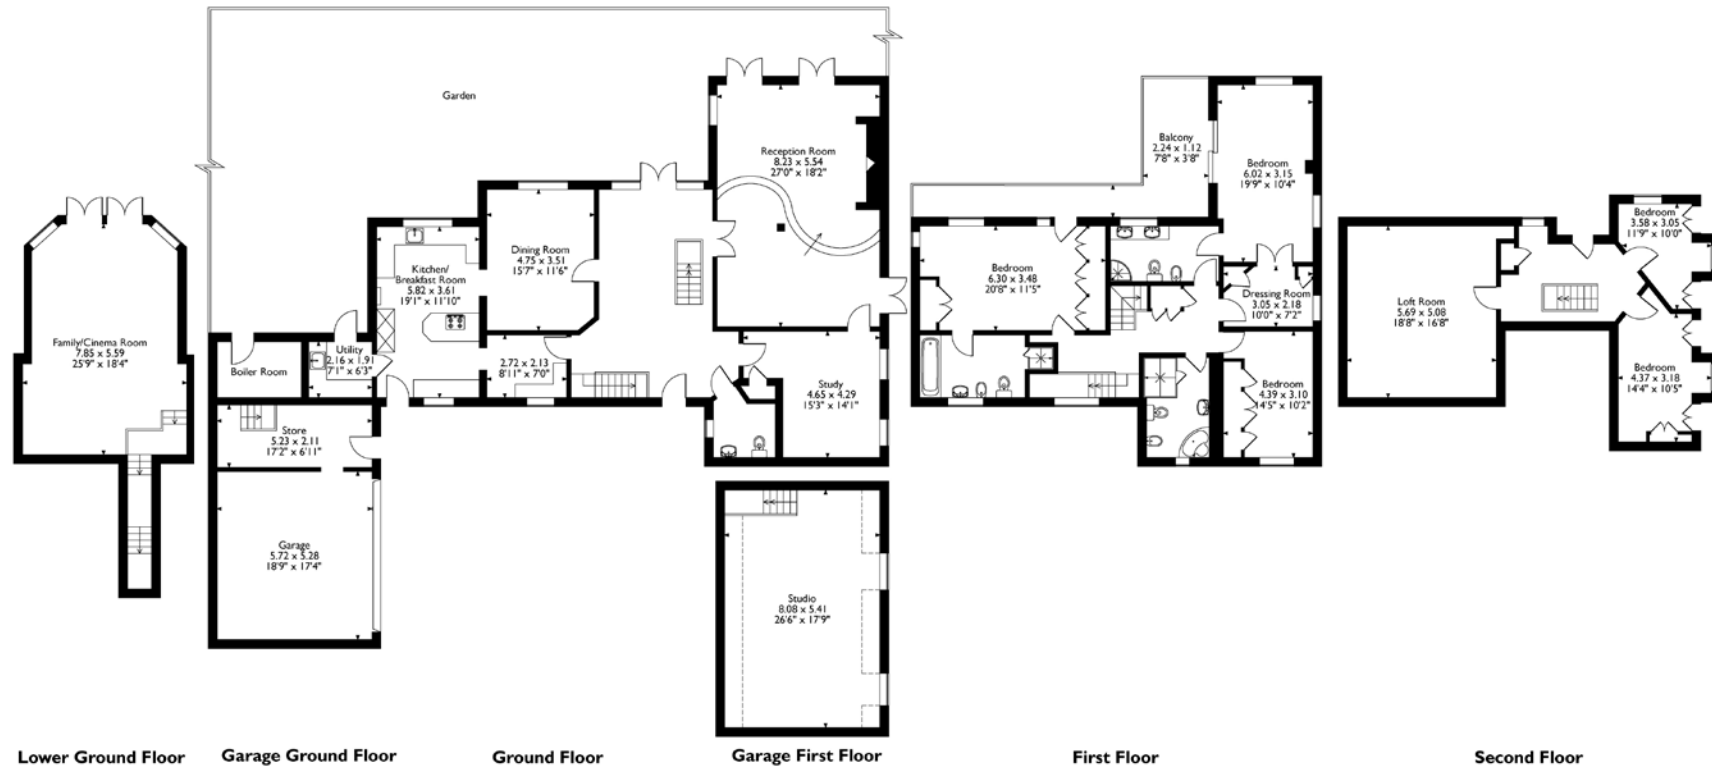 Garden
Reception Room
8.23 x 5.54
27'0" x 18'2"
Dining Room
4.75 x 3.51
15'7" x 11'6"
Kitchen/
Breakfast Room
5.82 x 3.61
19'1" x 11'10"
Family/Cinema Room
7.85 x 5.59
25'9" x 18'4"
Boiler Room
Utility
2.16 x 1.91
7'1" x 6'3"
2.72 x 2.13
8'11" x 7'0"
Study
4.65 x 4.29
15'3" x 14'1"
Store
5.23 x 2.11
17'2" x 6'11"
Garage
5.72 x 5.28
18'9" x 17'4"
Studio
8.08 x 5.41
26'6" x 17'9"
Balcony
2.24 x 1.12
7'8" x 3'8"
Bedroom
6.02 x 3.15
19'9" x 10'4"
Bedroom
6.30 x 3.48
20'8" x 11'5"
Dressing Room
3.05 x 2.18
10'0" x 7'2"
Bedroom
4.39 x 3.10
14'5" x 10'2"
Loft Room
5.69 x 5.08
18'8" x 16'8"
Bedroom
3.58 x 3.05
11'9" x 10'0"
Bedroom
4.37 x 3.18
14'4" x 10'5"
Lower Ground Floor
Garage Ground Floor
Ground Floor
Garage First Floor
First Floor
Second Floor